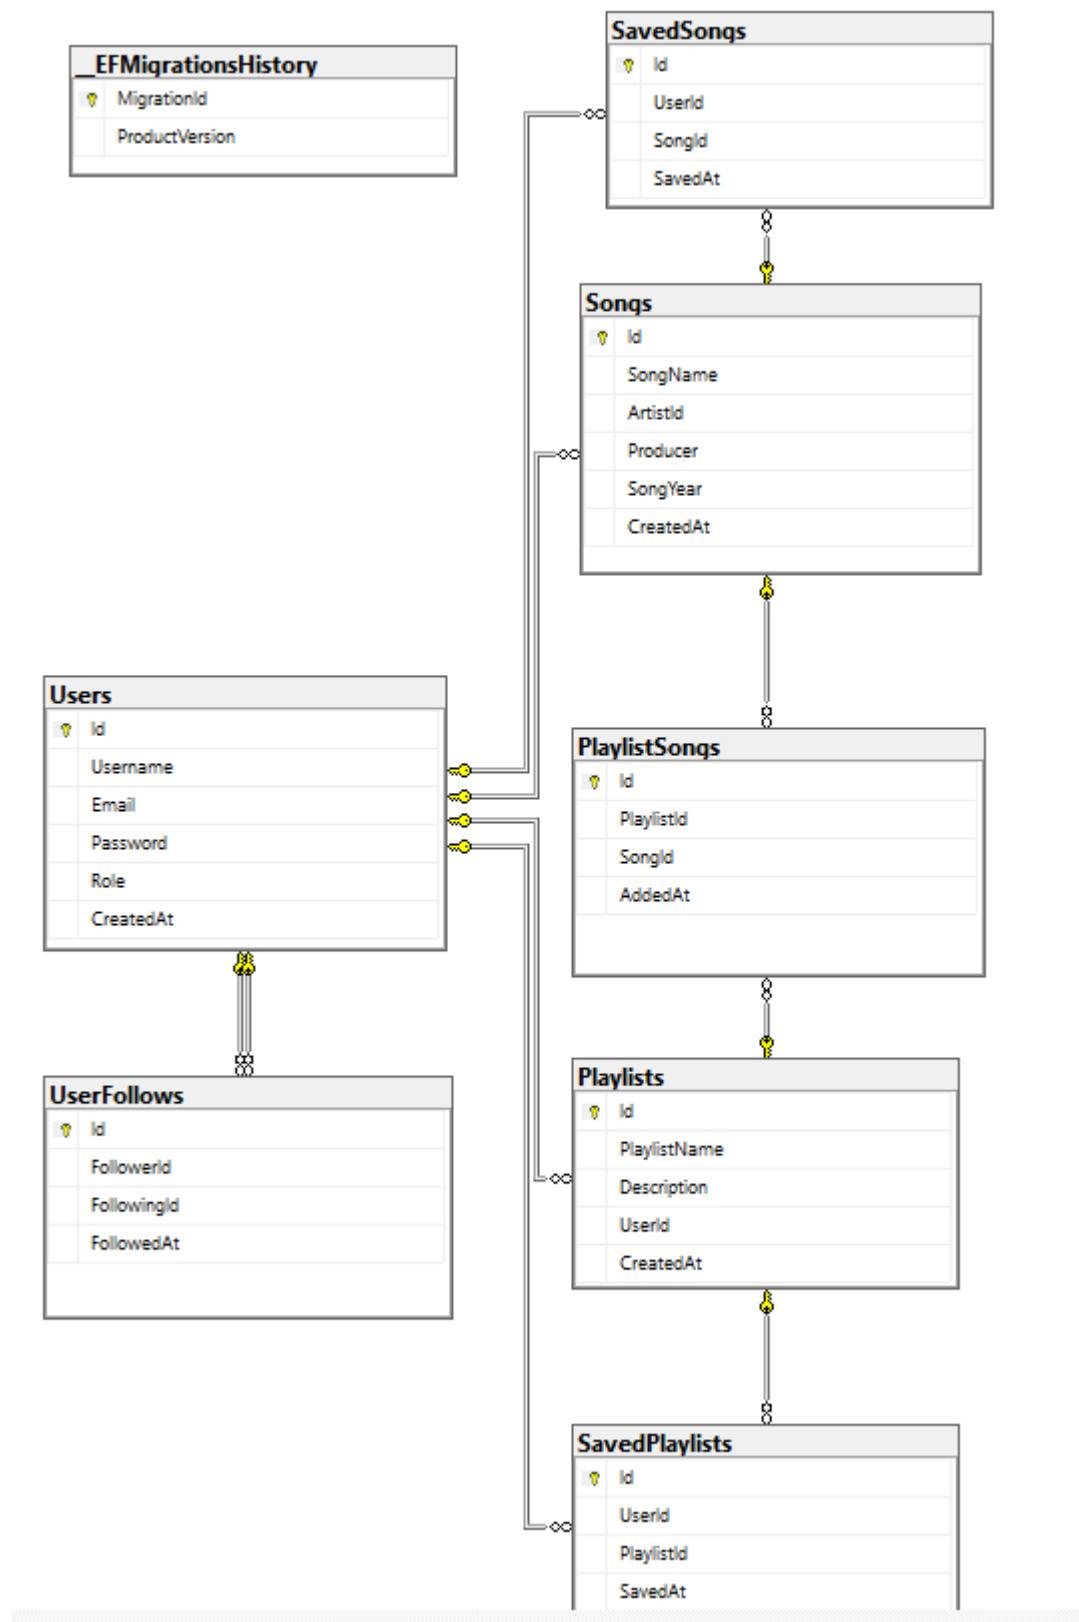 __EFMigrationsHistory
MigrationId
ProductVersion
SavedSongs
Id
UserId
SongId
SavedAt
Songs
Id
SongName
ArtistId
Producer
SongYear
CreatedAt
Users
Id
Username
Email
Password
Role
CreatedAt
PlaylistSongs
Id
PlaylistId
SongId
AddedAt
UserFollows
Id
FollowerId
FollowingId
FollowedAt
Playlists
Id
PlaylistName
Description
UserId
CreatedAt
SavedPlaylists
Id
UserId
PlaylistId
SavedAt